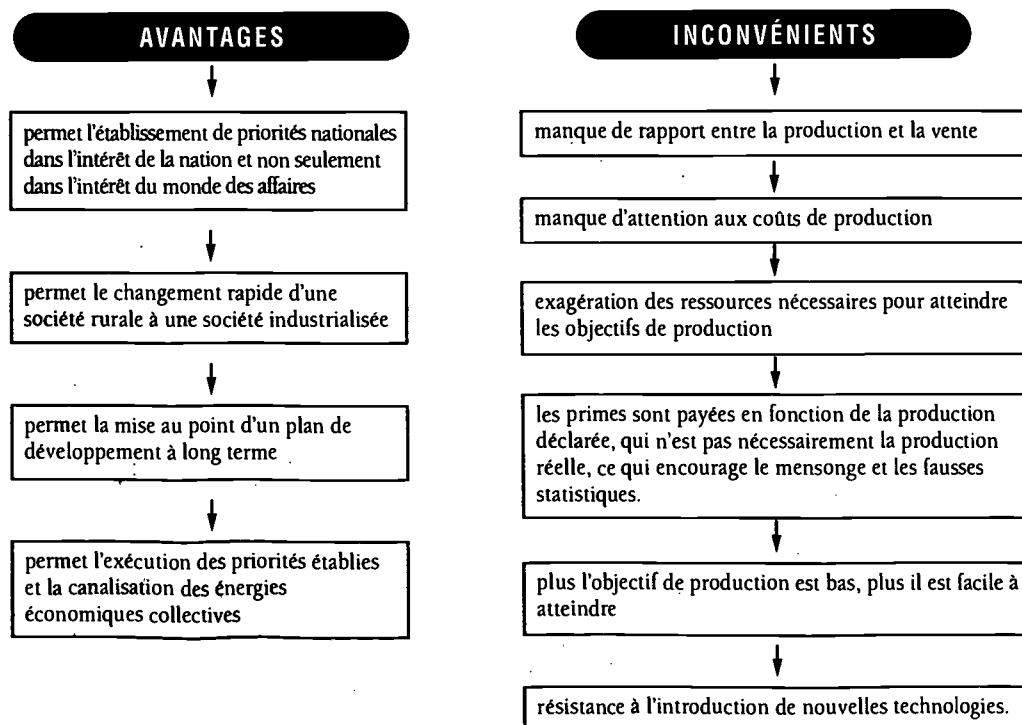 AVANTAGES
permet l'établissement de priorités nationales
dans l'intérêt de la nation et non seulement
dans l'intérêt du monde des affaires
permet le changement rapide d'une
société rurale à une société industrialisée
permet la mise au point d'un plan de
développement à long terme
permet l'exécution des priorités établies
et la canalisation des énergies
économiques collectives
INCONVÉNIENTS
manque de rapport entre la production et la vente
manque d'attention aux coûts de production
exagération des ressources nécessaires pour atteindre
les objectifs de production
les primes sont payées en fonction de la production
déclarée, qui n'est pas nécessairement la production
réelle, ce qui encourage le mensonge et les fausses
statistiques.
plus l'objectif de production est bas, plus il est facile à
atteindre
résistance à l'introduction de nouvelles technologies.